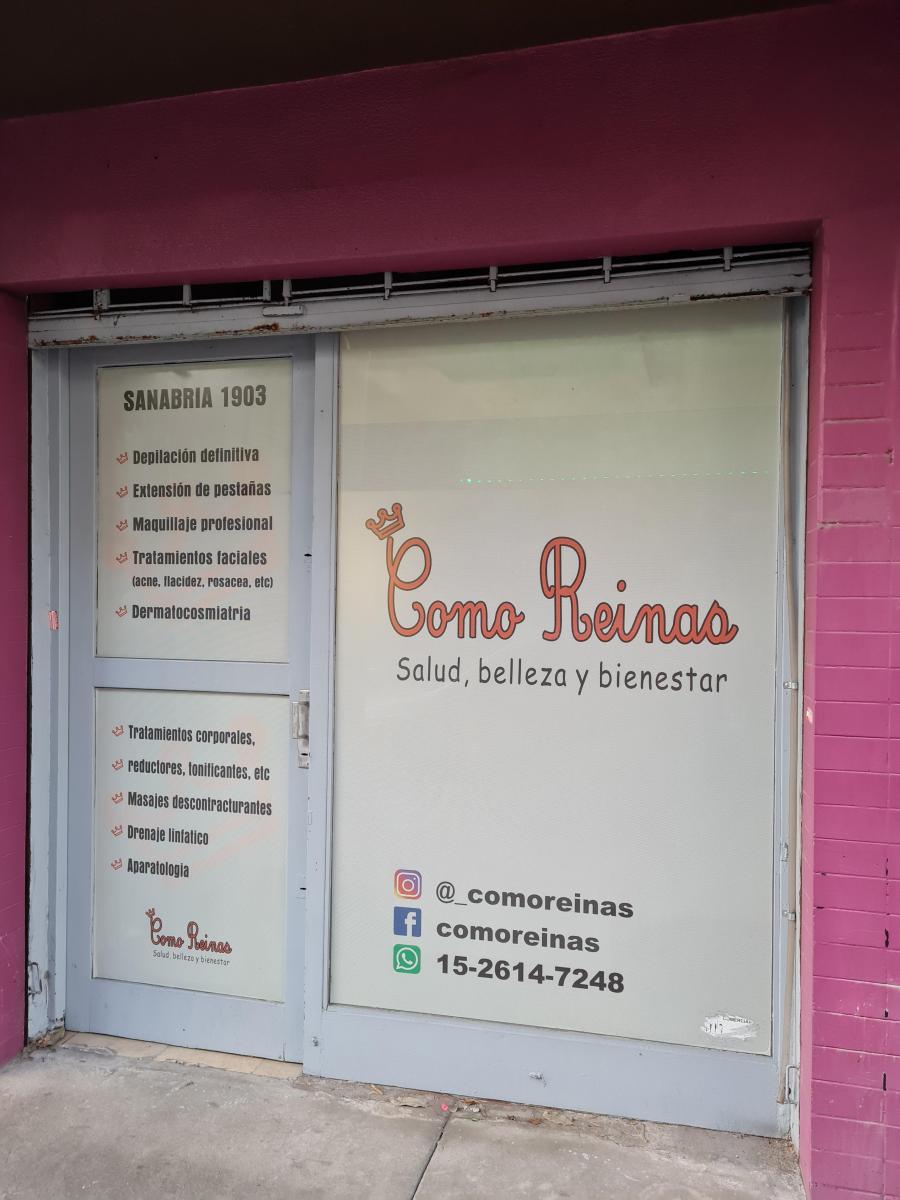 SANABRIA 1903
Depilación definitiva
Extensión de pestañas
Maquillaje profesional
Tratamientos faciales
(acne, flacidez, rosacea, etc)
Dermatocosmiatria
Tratamientos corporales,
reductores, tonificantes, etc
Masajes descontracturantes
Drenaje linfatico
Aparatologia
Como Reinas
Salud, belleza y bienestar
Como Reinas
Salud, belleza y bienestar
@_comoreinas
comoreinas
15-2614-7248